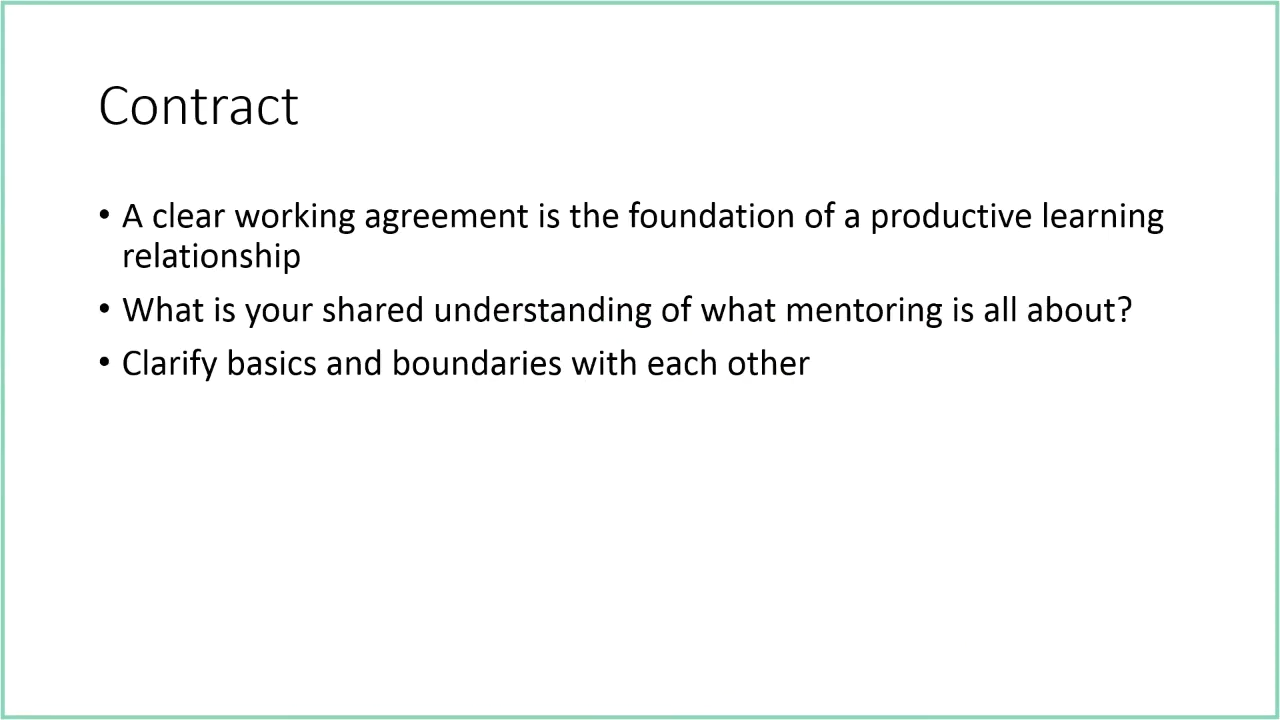 Contract
• A clear working agreement is the foundation of a productive learning
relationship
• What is your shared understanding of what mentoring is all about?
• Clarify basics and boundaries with each other